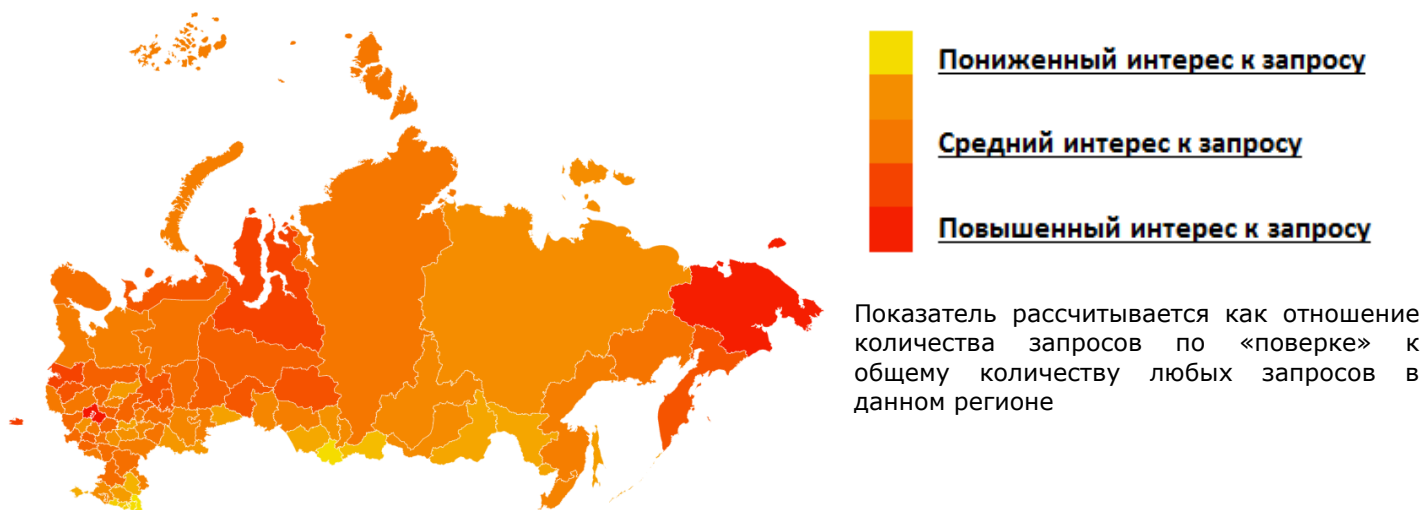 Пониженный интерес к запросу
Средний интерес к запросу
Повышенный интерес к запросу
Показатель рассчитывается как отношение
количества запросов по «поверке» к
общему количеству любых запросов в
данном регионе